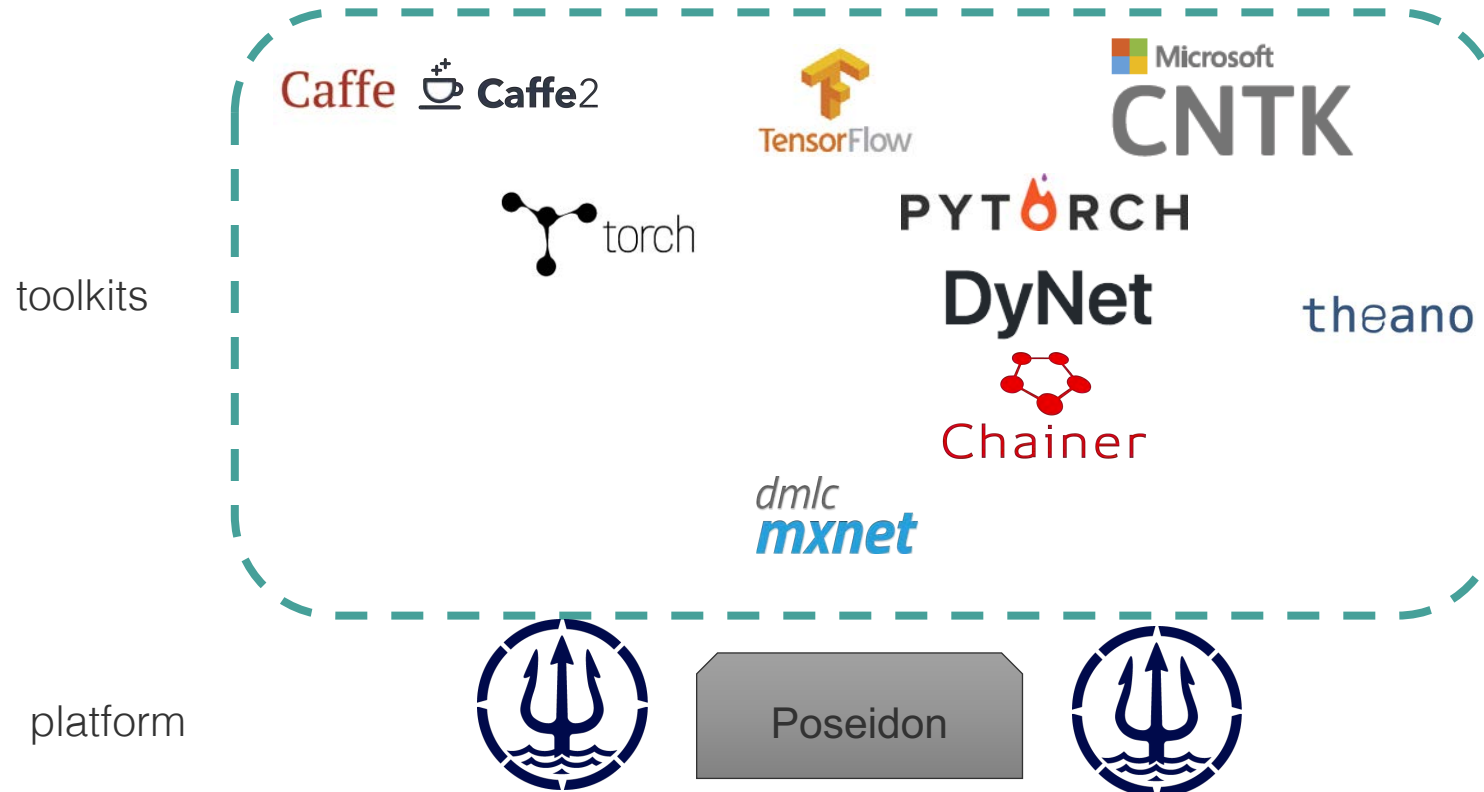 Caffe
Caffe2
TensorFlow
Microsoft
CNTK
torch
PYTORCH
DyNet
toolkits
theano
Chainer
dmlc
mxnet
platform
Poseidon